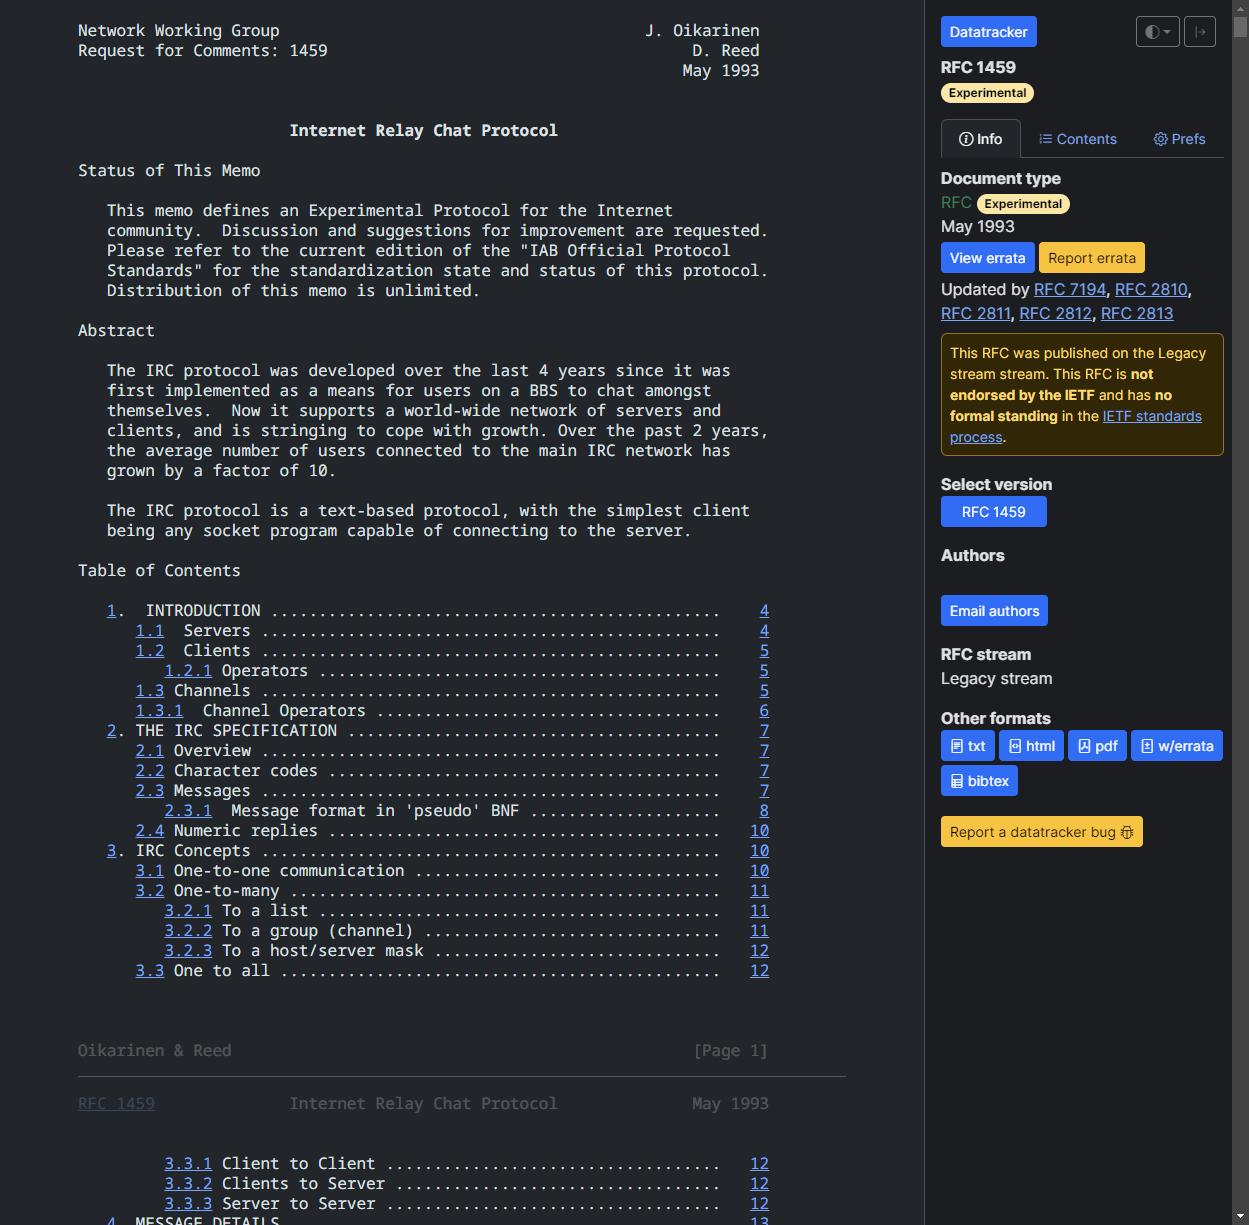 Network Working Group                                      J. Oikarinen
Request for Comments: 1459                                      D. Reed
                                                               May 1993
Internet Relay Chat Protocol
Status of This Memo
This memo defines an Experimental Protocol for the Internet
community.  Discussion and suggestions for improvement are requested.
Please refer to the current edition of the "IAB Official Protocol
Standards" for the standardization state and status of this protocol.
Distribution of this memo is unlimited.
Abstract
The IRC protocol was developed over the last 4 years since it was
first implemented as a means for users on a BBS to chat amongst
themselves.  Now it supports a world-wide network of servers and
clients, and is stringing to cope with growth. Over the past 2 years,
the average number of users connected to the main IRC network has
grown by a factor of 10.
The IRC protocol is a text-based protocol, with the simplest client
being any socket program capable of connecting to the server.
Table of Contents
1.  INTRODUCTION ............................................... 4
1.1  Servers ................................................ 4
1.2  Clients ................................................ 5
1.2.1 Operators .......................................... 5
1.3 Channels ................................................ 5
1.3.1  Channel Operators .................................... 6
2. THE IRC SPECIFICATION ....................................... 7
2.1 Overview ................................................ 7
2.2 Character codes ......................................... 7
2.3 Messages ................................................ 7
2.3.1  Message format in 'pseudo' BNF .................... 8
2.4 Numeric replies ......................................... 10
3. IRC Concepts ................................................ 10
3.1 One-to-one communication ................................ 10
3.2 One-to-many ............................................. 11
3.2.1 To a list .......................................... 11
3.2.2 To a group (channel) ............................... 11
3.2.3 To a host/server mask .............................. 12
3.3 One to all .............................................. 12
Oikarinen & Reed                                                [Page 1]
RFC 1459              Internet Relay Chat Protocol              May 1993
3.3.1 Client to Client ................................... 12
3.3.2 Clients to Server .................................. 12
3.3.3 Server to Server ................................... 12
4. MESSAGE DETAILS ............................................. 13
Datatracker
RFC 1459
Experimental
Info Contents Prefs
Document type
RFC Experimental
May 1993
View errata Report errata
Updated by RFC 7194, RFC 2810,
RFC 2811, RFC 2812, RFC 2813
This RFC was published on the Legacy
stream stream. This RFC is not
endorsed by the IETF and has no
formal standing in the IETF standards
process.
Select version
RFC 1459
Authors
Email authors
RFC stream
Legacy stream
Other formats
txt html pdf w/errata
bibtex
Report a datatracker bug